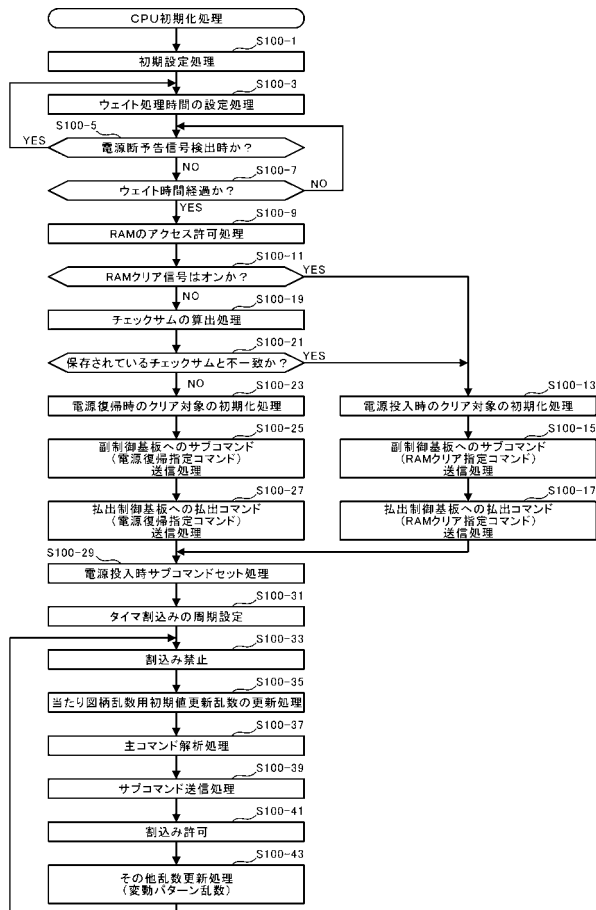 CPU初期化処理
S100-1
初期設定処理
S100-3
ウェイト処理時間の設定処理
S100-5
YES
電源断予告信号検出時か？
NO
S100-7
ウェイト時間経過か？
NO
YES
S100-9
RAMのアクセス許可処理
S100-11
RAMクリア信号はオンか？
YES
NO
S100-19
チェックサムの算出処理
S100-21
保存されているチェックサムと不一致か？
YES
NO
S100-23
電源復帰時のクリア対象の初期化処理
S100-13
電源投入時のクリア対象の初期化処理
S100-25
副制御基板へのサブコマンド
（電源復帰指定コマンド）
送信処理
S100-15
副制御基板へのサブコマンド
（RAMクリア指定コマンド）
送信処理
S100-27
払出制御基板への払出コマンド
（電源復帰指定コマンド）
送信処理
S100-17
払出制御基板への払出コマンド
（RAMクリア指定コマンド）
送信処理
S100-29
電源投入時サブコマンドセット処理
S100-31
タイマ割込みの周期設定
S100-33
割込み禁止
S100-35
当たり図柄乱数用初期値更新乱数の更新処理
S100-37
主コマンド解析処理
S100-39
サブコマンド送信処理
S100-41
割込み許可
S100-43
その他乱数更新処理
（変動パターン乱数）